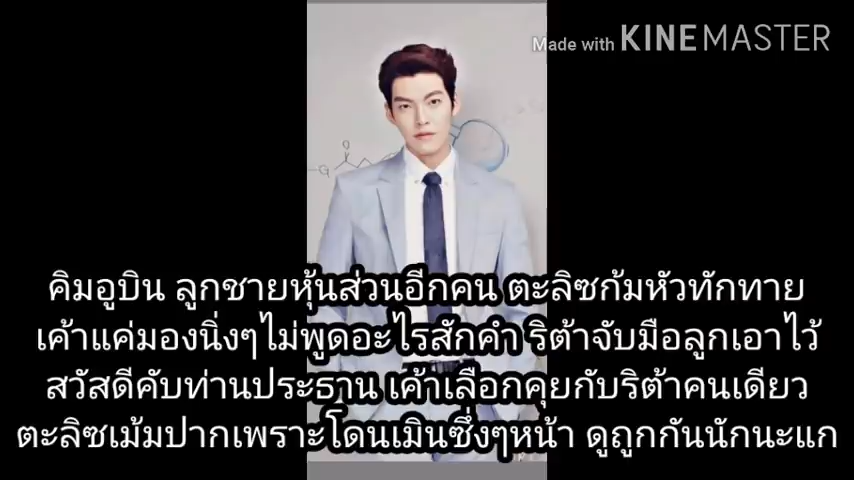 Made with KINEMASTER
คิมอูบิน ลูกชายหุ้นส่วนอีกคน ตะลิซก้มหัวทักทาย
เค้าแค่มองนิ่งๆไม่พูดอะไรสักคำ ริต้าจับมือลูกเอาไว้
สวัสดีคับท่านประธาน เค้าเลือกคุยกับริต้าคนเดียว
ตะลิซเม้มปากเพราะโดนเมินซึ่งๆหน้า ดูถูกกันนักนะแก